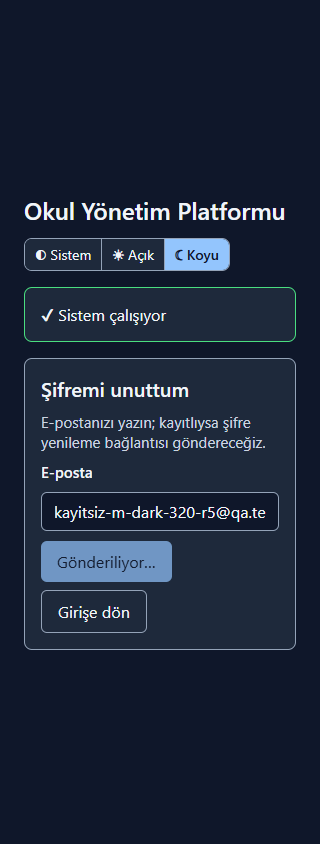 Okul Yönetim Platformu
Sistem
Açık
Koyu
✔ Sistem çalışıyor
Şifremi unuttum
E-postanızı yazın; kayıtlıysa şifre
yenileme bağlantısı göndereceğiz.
E-posta
kayitsiz-m-dark-320-r5@qa.te
Gönderiliyor...
Girişe dön